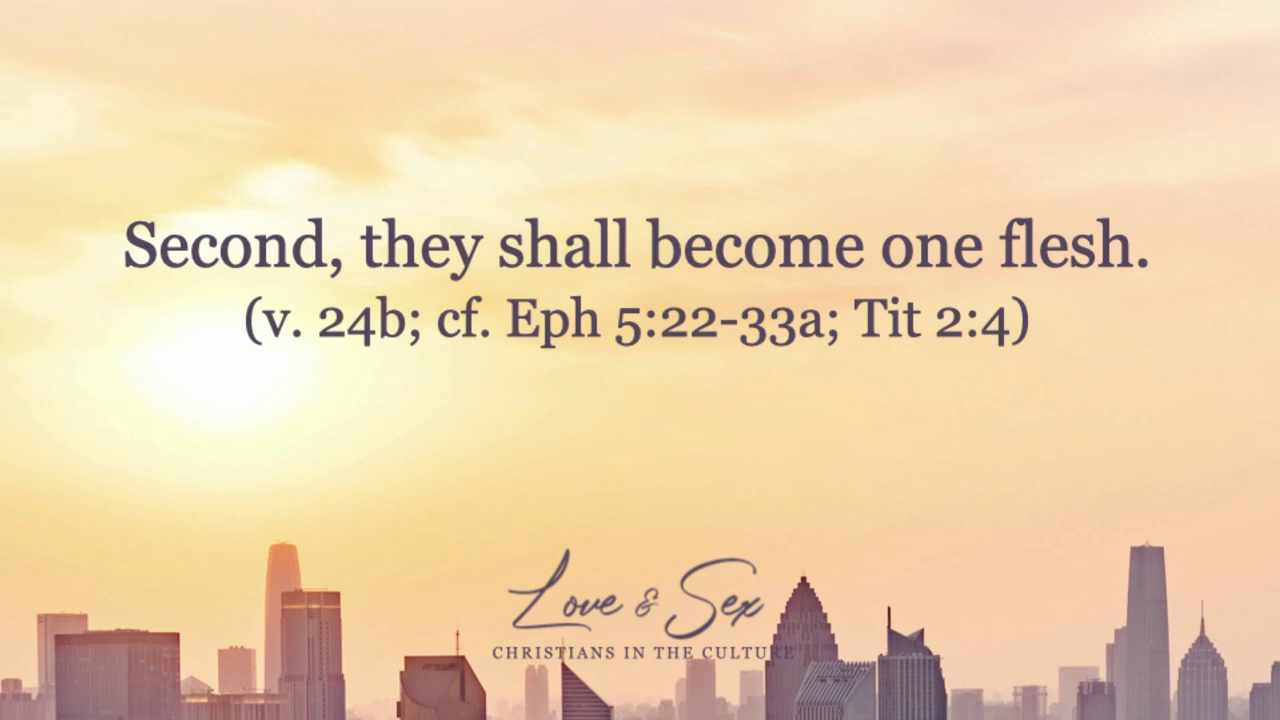 Second, they shall become one flesh.
(v. 24b; cf. Eph 5:22-33a; Tit 2:4)
Love & Sex
CHRISTIANS IN THE CULTURE